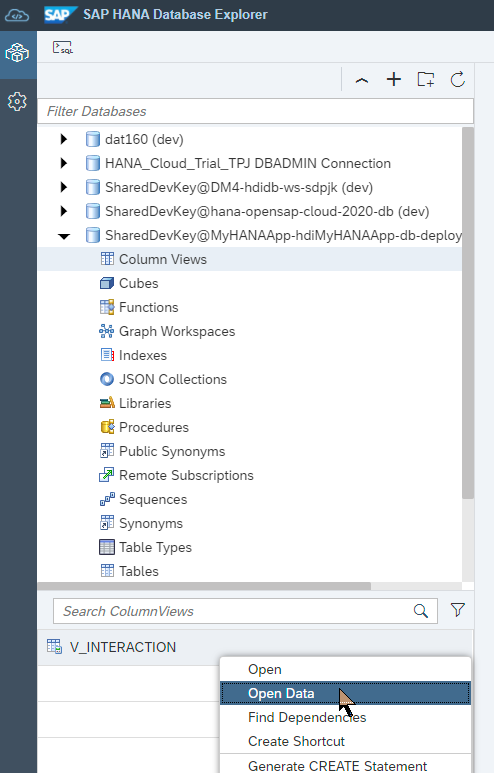 SAP SAP HANA Database Explorer
SQL
Filter Databases
dat160 (dev)
HANA_Cloud_Trial_TPJ DBADMIN Connection
SharedDevKey@DM4-hdidb-ws-sdpjk (dev)
SharedDevKey@hana-opensap-cloud-2020-db (dev)
SharedDevKey@MyHANAApp-hdiMyHANAApp-db-deploy
Column Views
Cubes
Functions
Graph Workspaces
Indexes
JSON Collections
Libraries
Procedures
Public Synonyms
Remote Subscriptions
Sequences
Synonyms
Table Types
Tables
Search ColumnViews
V_INTERACTION
Open
Open Data
Find Dependencies
Create Shortcut
Generate CREATE Statement